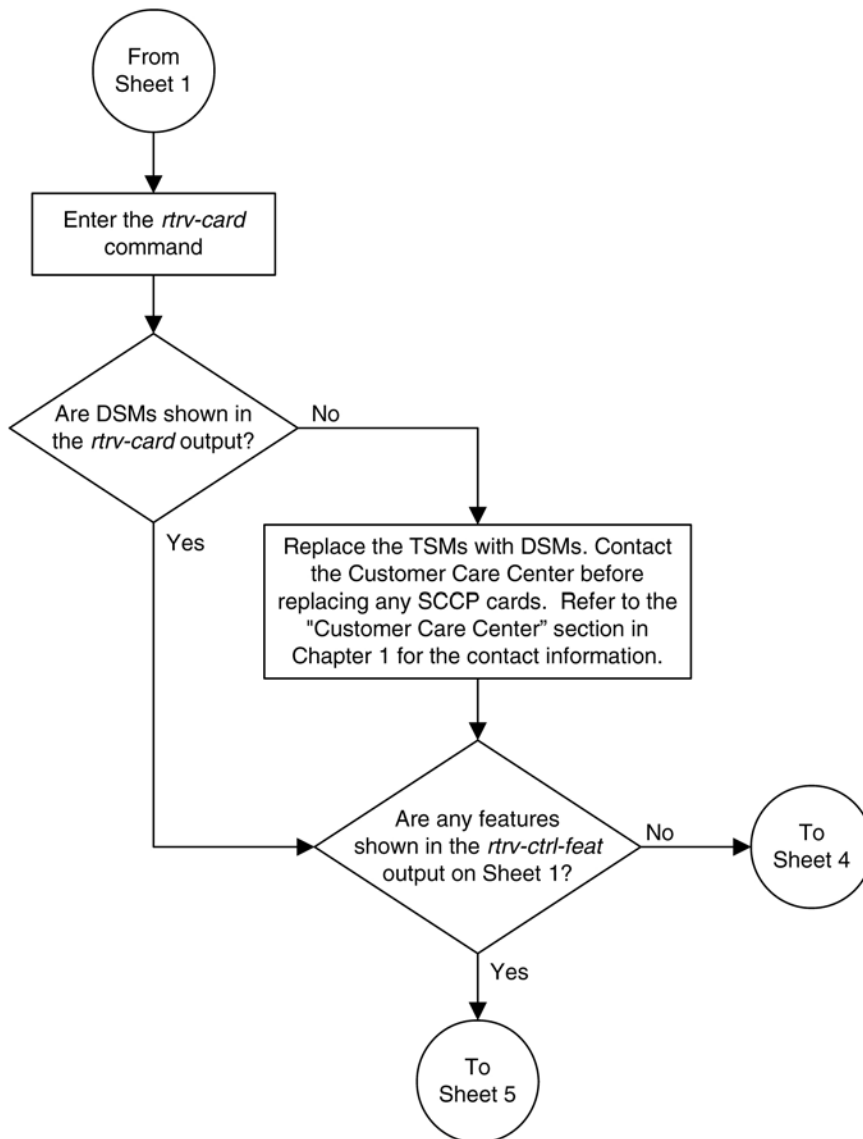 From
Sheet 1
Enter the rtrv-card
command
Are DSMs shown in
the rtrv-card output?
No
Yes
Replace the TSMs with DSMs. Contact
the Customer Care Center before
replacing any SCCP cards.  Refer to the
"Customer Care Center” section in
Chapter 1 for the contact information.
Are any features
shown in the rtrv-ctrl-feat
output on Sheet 1?
No
To
Sheet 4
Yes
To
Sheet 5